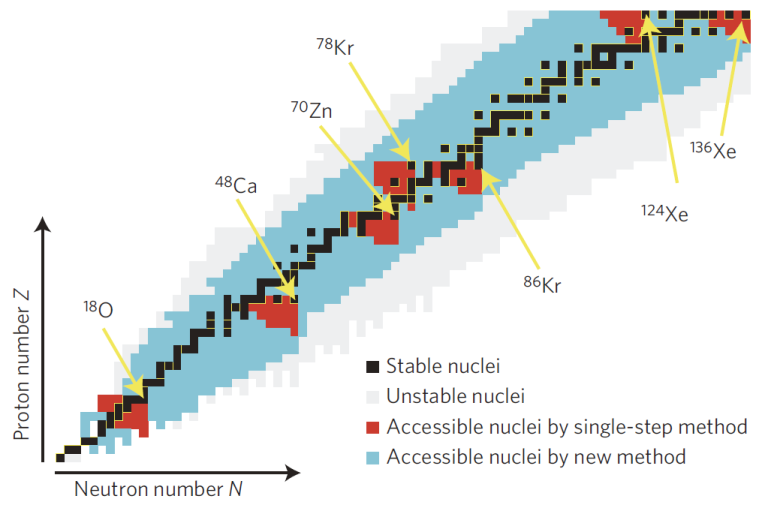 ⁷⁸Kr
⁷⁰Zn
⁴⁸Ca
¹⁸O
¹³⁶Xe
¹²⁴Xe
⁸⁶Kr
Proton number Z
Neutron number N
Stable nuclei
Unstable nuclei
Accessible nuclei by single-step method
Accessible nuclei by new method